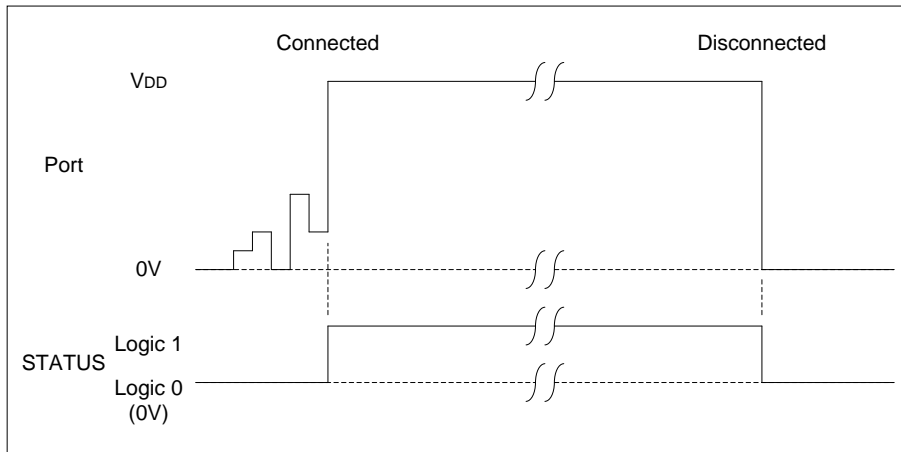 Connected
Disconnected
VDD
Port
0V
Logic 1
STATUS
Logic 0
(0V)